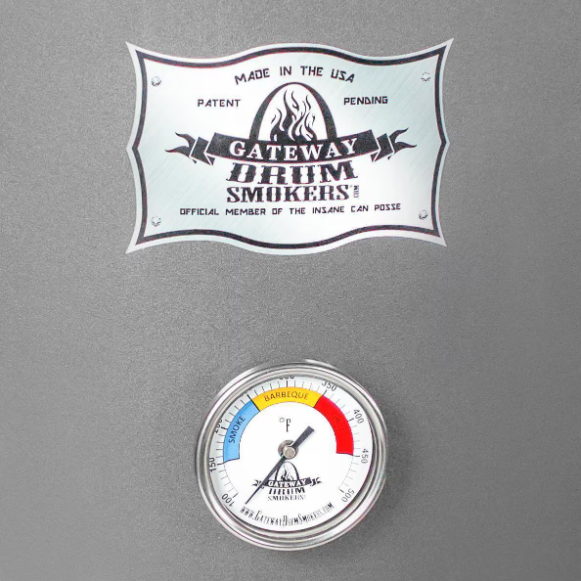 MADE IN THE USA
PATENT PENDING
GATEWAY
DRUM
SMOKERS
OFFICIAL MEMBER OF THE INSANE CAN POSSE
350
BARBEQUE
400
SMOKE
°F
150
450
GATEWAY
DRUM
SMOKERS
100
500
WWW.GATEWAYDRUMSMOKERS.COM